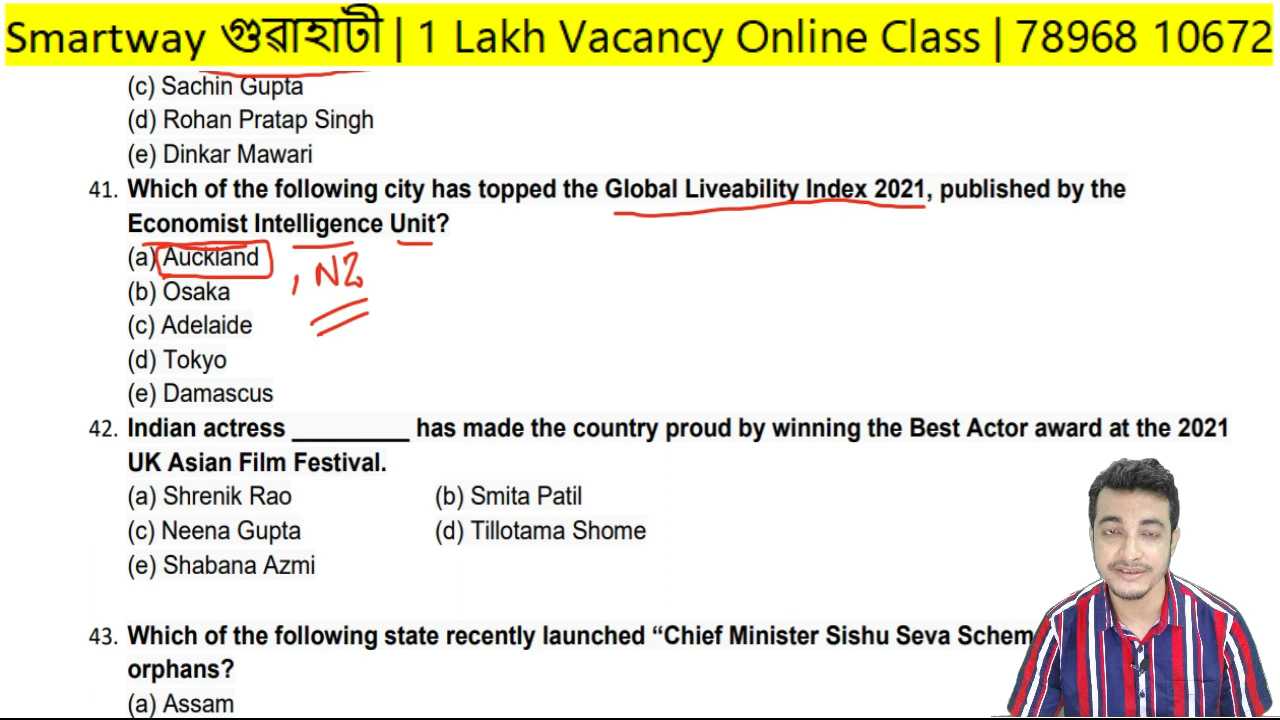 Smartway গুৱাহাটী | 1 Lakh Vacancy Online Class | 78968 10672
(c) Sachin Gupta
(d) Rohan Pratap Singh
(e) Dinkar Mawari
41. Which of the following city has topped the Global Liveability Index 2021, published by the
Economist Intelligence Unit?
(a) Auckland , NZ
(b) Osaka
(c) Adelaide
(d) Tokyo
(e) Damascus
42. Indian actress ________ has made the country proud by winning the Best Actor award at the 2021
UK Asian Film Festival.
(a) Shrenik Rao (b) Smita Patil
(c) Neena Gupta (d) Tillotama Shome
(e) Shabana Azmi
43. Which of the following state recently launched “Chief Minister Sishu Seva Schem
orphans?
(a) Assam